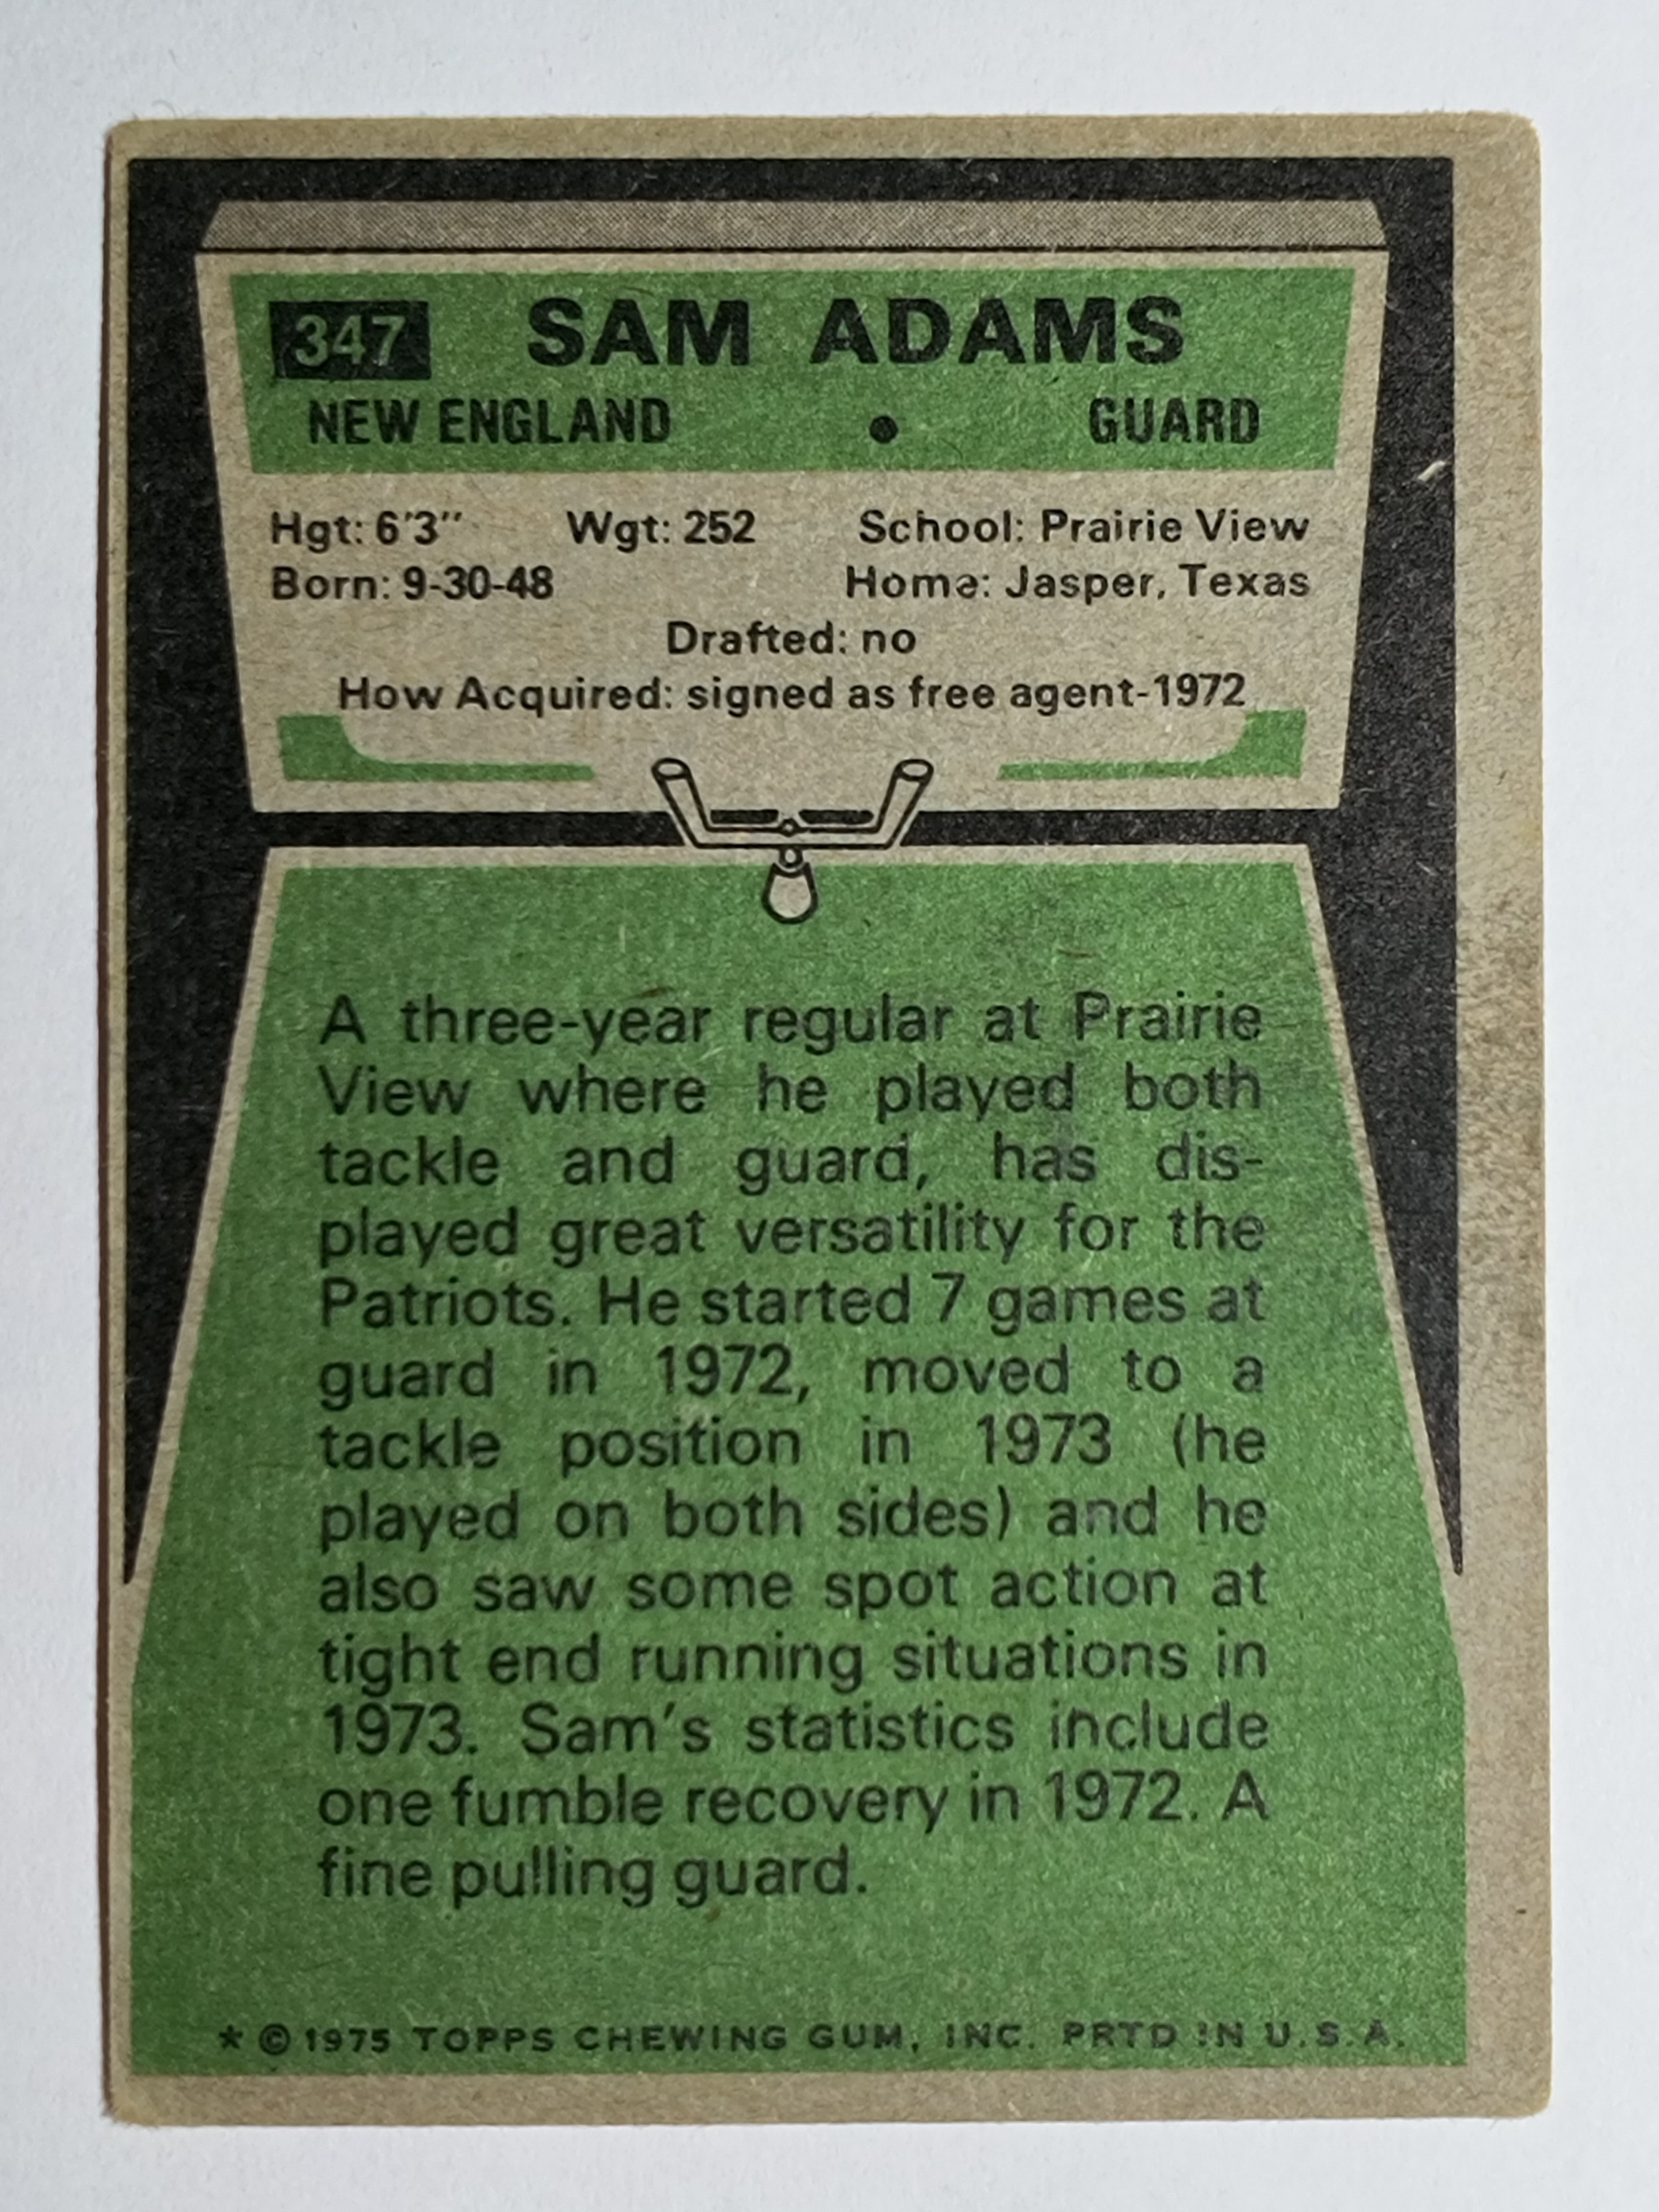 347 SAM ADAMS
NEW ENGLAND • GUARD
Hgt: 6'3" Wgt: 252 School: Prairie View
Born: 9-30-48 Home: Jasper, Texas
Drafted: no
How Acquired: signed as free agent-1972
A three-year regular at Prairie
View where he played both
tackle and guard, has dis-
played great versatility for the
Patriots. He started 7 games at
guard in 1972, moved to a
tackle position in 1973 (he
played on both sides) and he
also saw some spot action at
tight end running situations in
1973. Sam's statistics include
one fumble recovery in 1972. A
fine pulling guard.
* © 1975 TOPPS CHEWING GUM, INC. PRTD IN U.S.A.